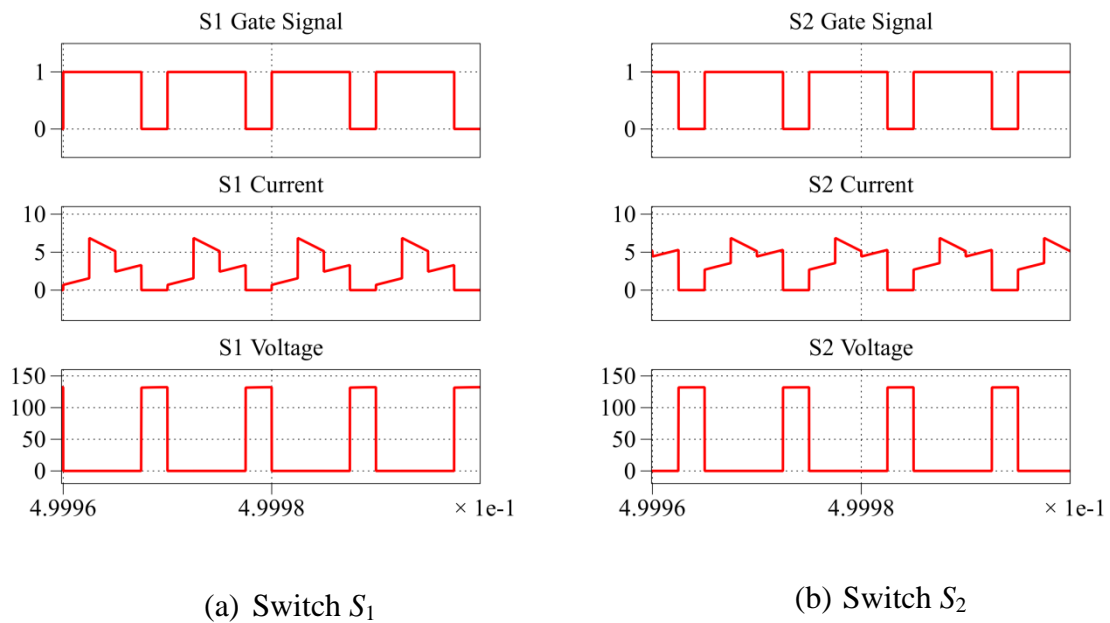 S1 Gate Signal
1
0
S1 Current
10
5
0
S1 Voltage
150
100
50
0
4.9996 4.9998 × 1e-1
(a) Switch S1
S2 Gate Signal
1
0
S2 Current
10
5
0
S2 Voltage
150
100
50
0
4.9996 4.9998 × 1e-1
(b) Switch S2